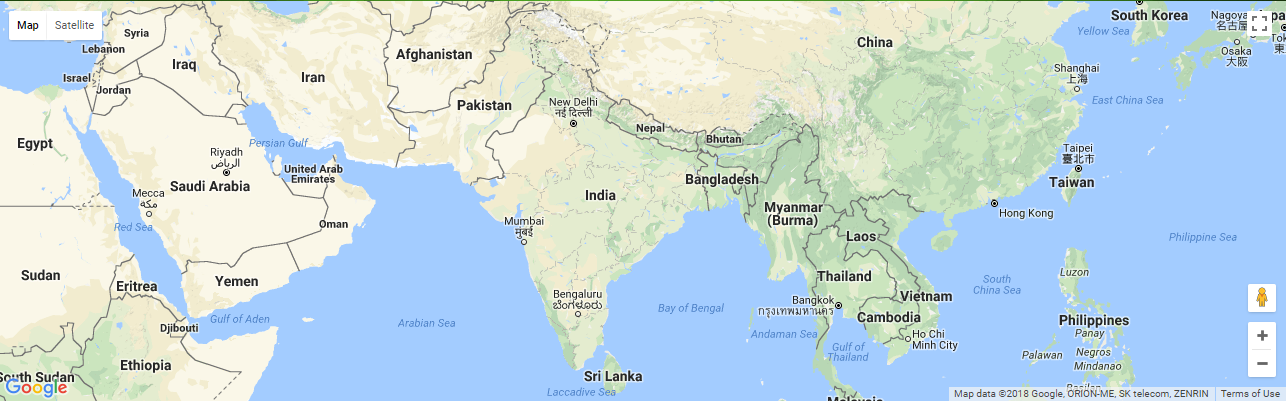 Map
Satellite
South Korea
Nagoya
名古屋
Yellow Sea
Osaka
大阪
Syria
Lebanon
Iraq
Israel
Jordan
Iran
Afghanistan
China
Shanghai
上海
East China Sea
Pakistan
New Delhi
नई दिल्ली
Nepal
Bhutan
Egypt
Persian Gulf
Riyadh
الرياض
Saudi Arabia
United Arab
Emirates
Taipei
臺北市
Taiwan
Bangladesh
India
Mecca
مكة
Red Sea
Oman
Mumbai
मुंबई
Myanmar
(Burma)
Hong Kong
Laos
Philippine Sea
Sudan
Eritrea
Yemen
Thailand
South
China Sea
Luzon
Bengaluru
ಬೆಂಗಳೂರು
Bay of Bengal
Bangkok
กรุงเทพมหานคร
Vietnam
Cambodia
Philippines
Djibouti
Gulf of Aden
Arabian Sea
Andaman Sea
Ho Chi
Minh City
Gulf of
Thailand
Panay
Negros
Palawan
Mindanao
Ethiopia
South Sudan
Sri Lanka
Laccadive Sea
Google
Map data ©2018 Google, ORION-ME, SK telecom, ZENRIN
Terms of Use